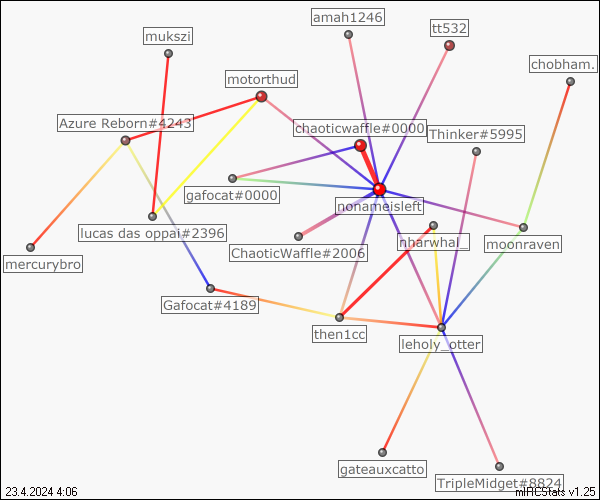 amah1246
tt532
mukszi
chobham.
motorthud
Azure Reborn#4243
chaoticwaffle#0000
Thinker#5995
gafocat#0000
nonameisleft
lucas das oppai#2396
nharwhal_
moonraven
ChaoticWaffle#2006
mercurybro
Gafocat#4189
then1cc
leholy_otter
gateauxcatto
TripleMidget#8824
23.4.2024 4:06
mIRCStats v1.25